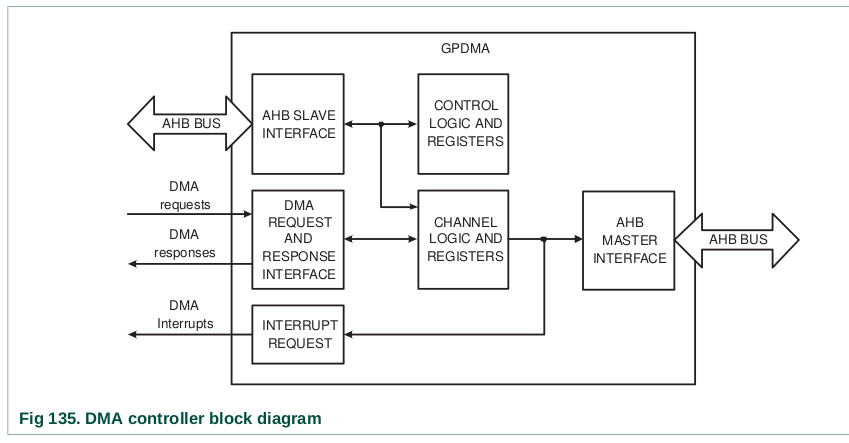 GPDMA
AHB BUS
AHB SLAVE
INTERFACE
CONTROL
LOGIC AND
REGISTERS
DMA
requests
DMA
responses
DMA
REQUEST
AND
RESPONSE
INTERFACE
CHANNEL
LOGIC AND
REGISTERS
AHB
MASTER
INTERFACE
AHB BUS
DMA
Interrupts
INTERRUPT
REQUEST
Fig 135. DMA controller block diagram